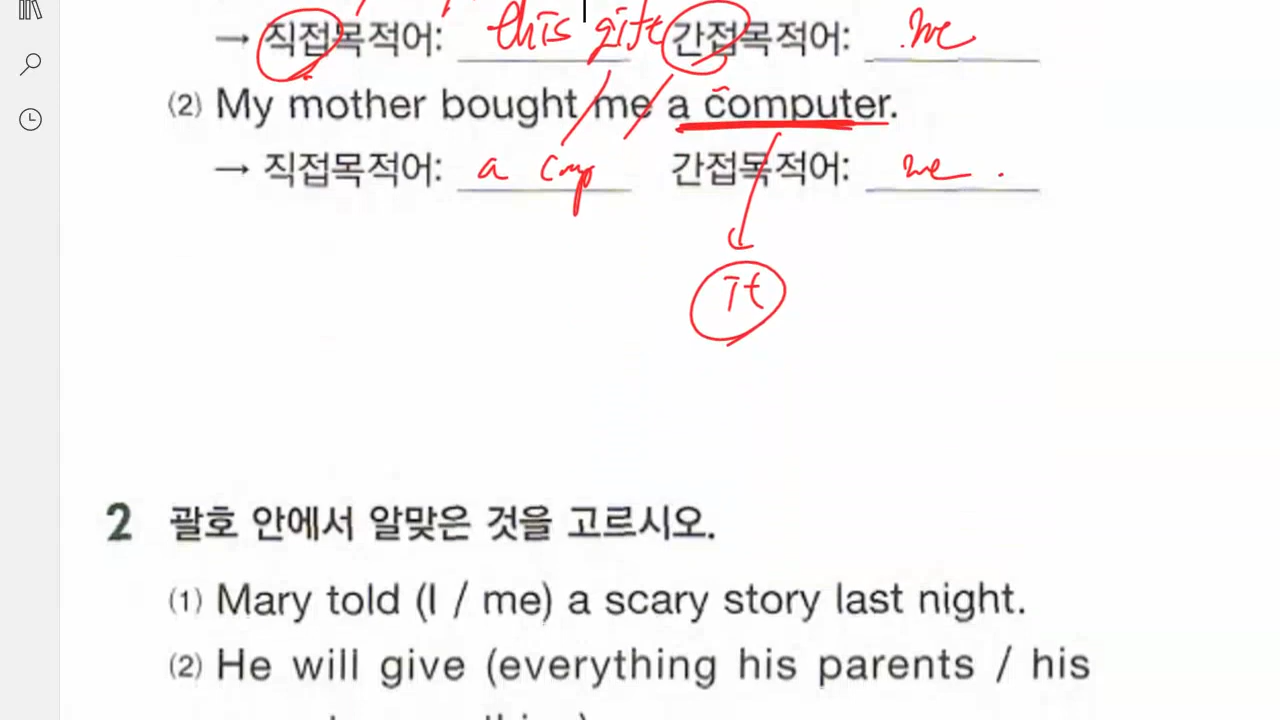 → 직접목적어: this gift 간접목적어: me
(2) My mother bought me a computer.
→ 직접목적어: a comp 간접목적어: me.
it
2 괄호 안에서 알맞은 것을 고르시오.
(1) Mary told (I / me) a scary story last night.
(2) He will give (everything his parents / his